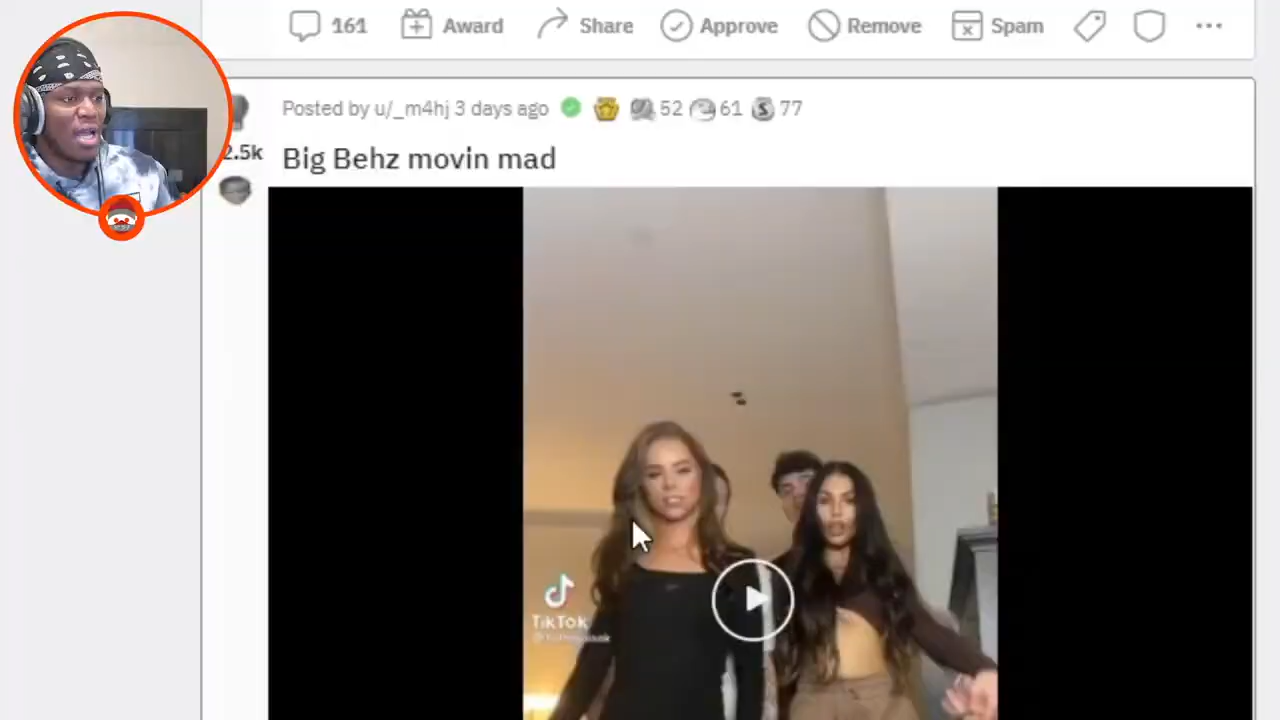 161 Award Share Approve Remove Spam
Posted by u/_m4hj 3 days ago 52 61 77
2.5k
Big Behz movin mad
TikTok